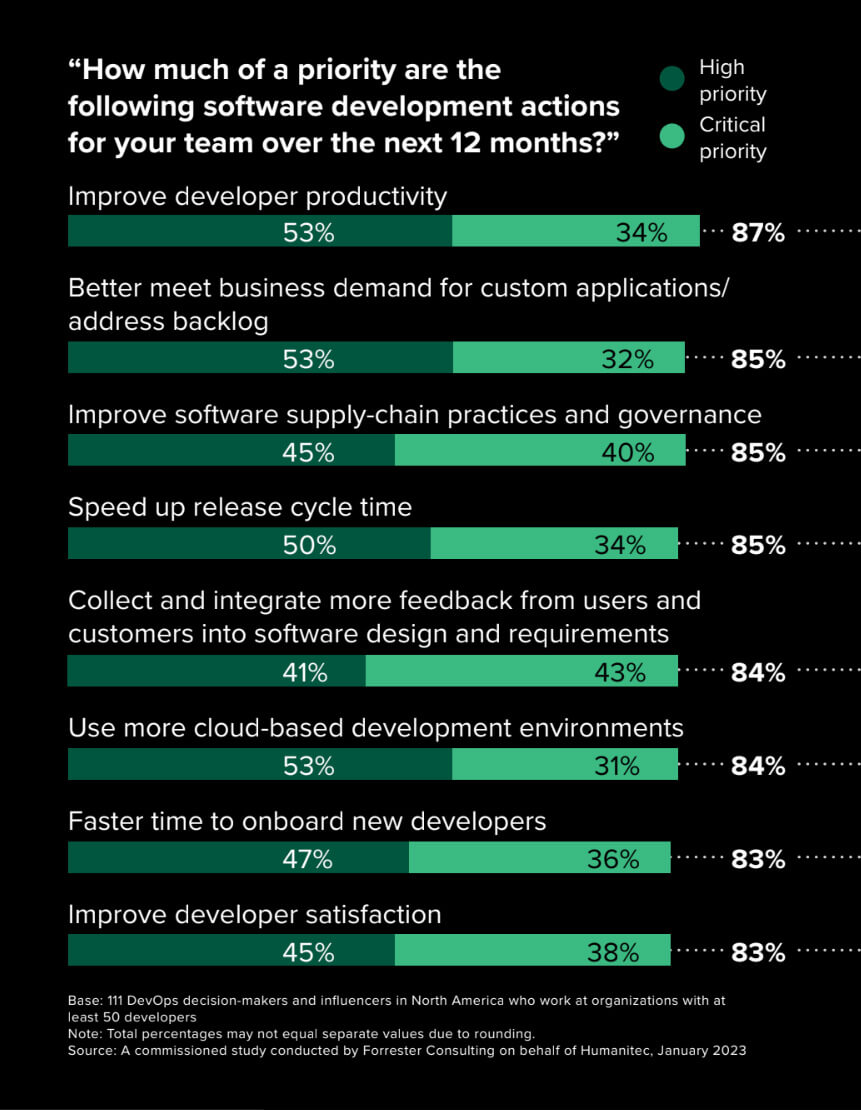 “How much of a priority are the
following software development actions
for your team over the next 12 months?”
High
priority
Critical
priority
Improve developer productivity
53% 34% 87%
Better meet business demand for custom applications/
address backlog
53% 32% 85%
Improve software supply-chain practices and governance
45% 40% 85%
Speed up release cycle time
50% 34% 85%
Collect and integrate more feedback from users and
customers into software design and requirements
41% 43% 84%
Use more cloud-based development environments
53% 31% 84%
Faster time to onboard new developers
47% 36% 83%
Improve developer satisfaction
45% 38% 83%
Base: 111 DevOps decision-makers and influencers in North America who work at organizations with at
least 50 developers
Note: Total percentages may not equal separate values due to rounding.
Source: A commissioned study conducted by Forrester Consulting on behalf of Humanitec, January 2023